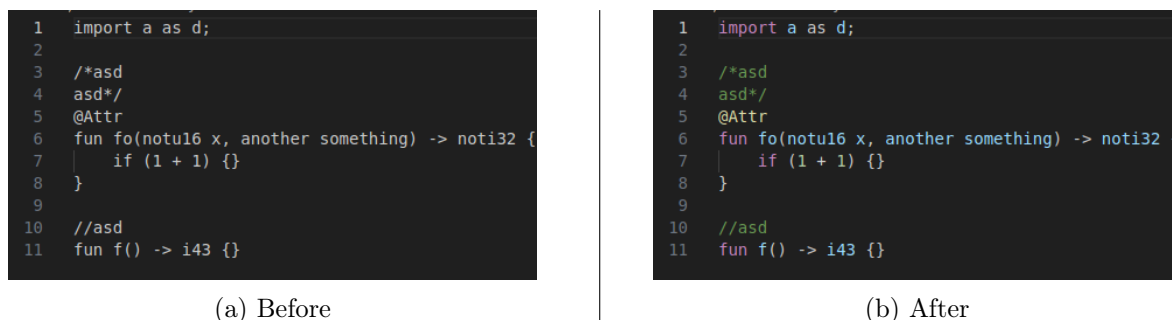 1 import a as d;
2
3 /*asd
4 asd*/
5 @Attr
6 fun fo(notu16 x, another something) -> noti32 {
7     if (1 + 1) {}
8 }
9
10 //asd
11 fun f() -> i43 {}
(a) Before
1 import a as d;
2
3 /*asd
4 asd*/
5 @Attr
6 fun fo(notu16 x, another something) -> noti32
7     if (1 + 1) {}
8 }
9
10 //asd
11 fun f() -> i43 {}
(b) After